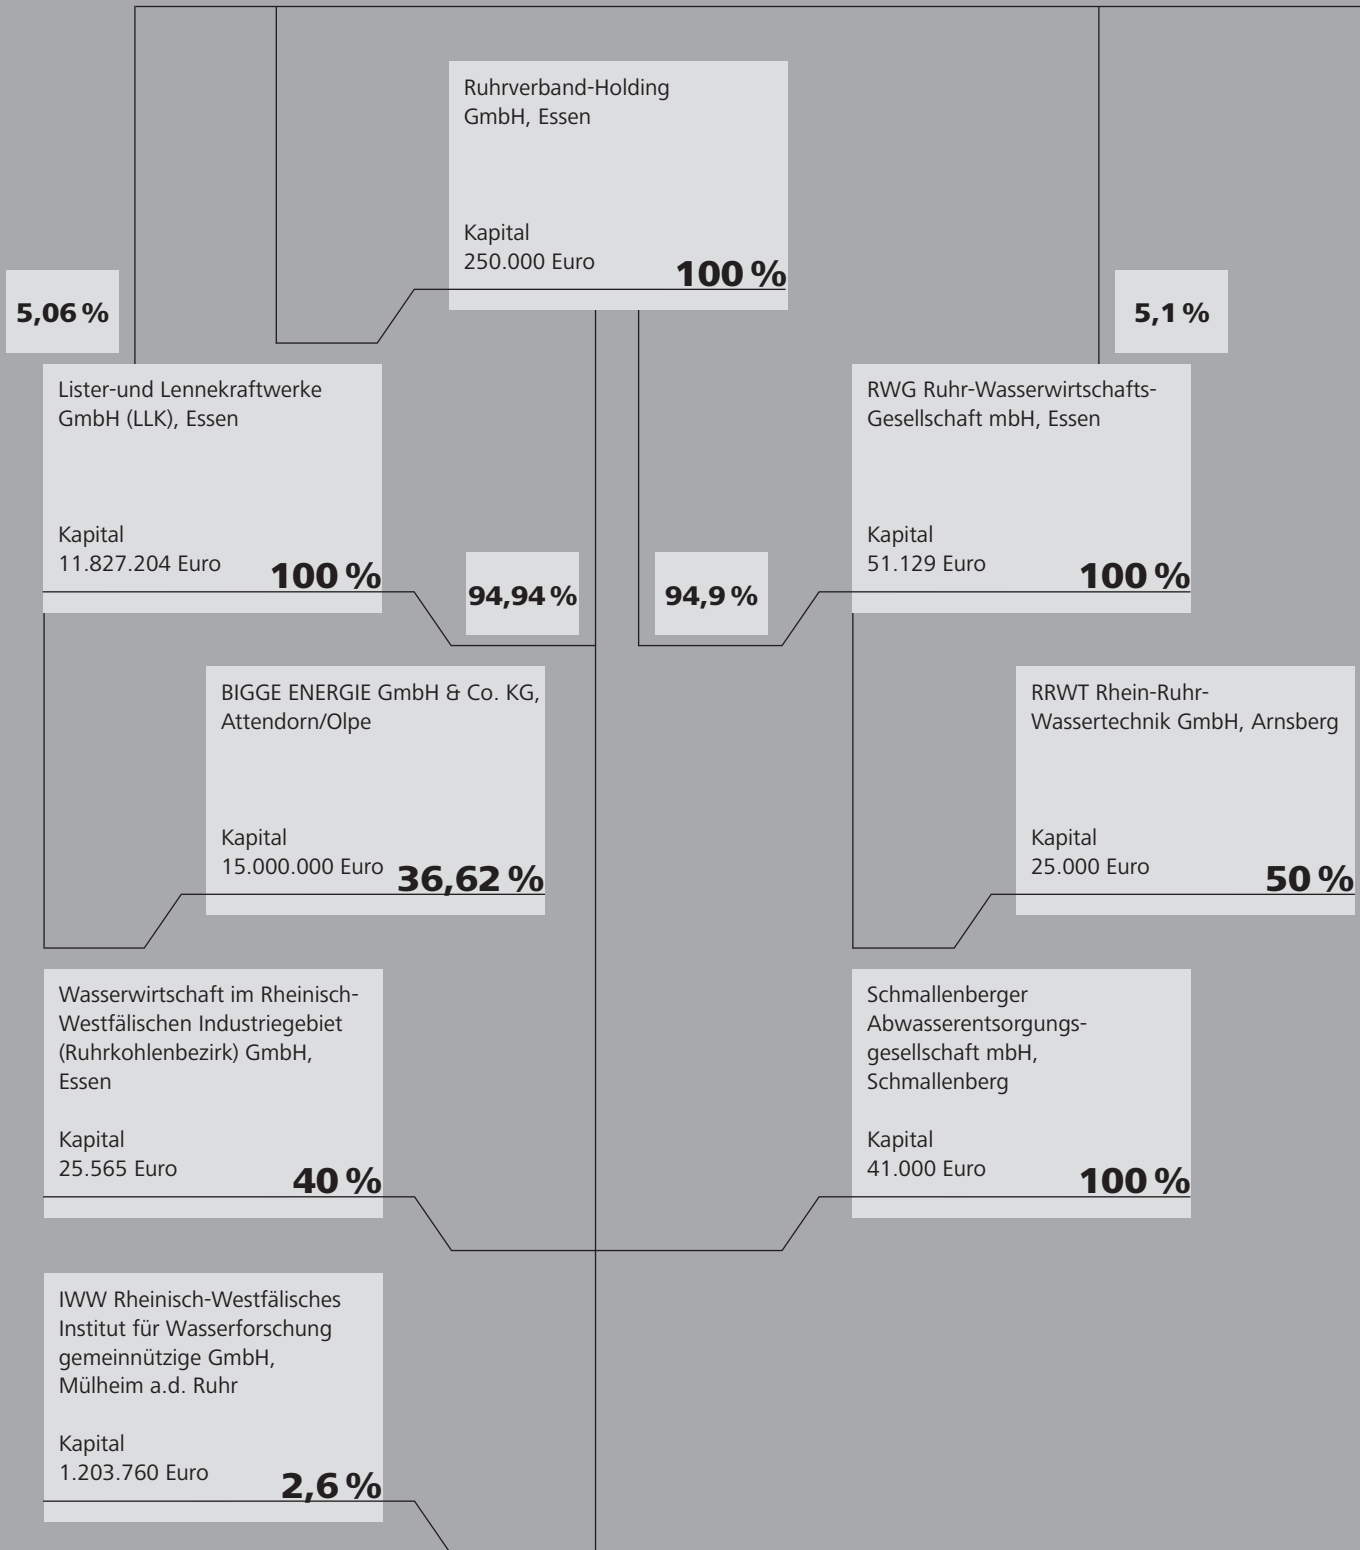 Ruhrverband-Holding
GmbH, Essen
Kapital
250.000 Euro
100 %
5,06 %
5,1 %
Lister-und Lennekraftwerke
GmbH (LLK), Essen
Kapital
11.827.204 Euro
100 %
94,94 %
94,9 %
RWG Ruhr-Wasserwirtschafts-
Gesellschaft mbH, Essen
Kapital
51.129 Euro
100 %
BIGGE ENERGIE GmbH & Co. KG,
Attendorn/Olpe
Kapital
15.000.000 Euro
36,62 %
RRWT Rhein-Ruhr-
Wassertechnik GmbH, Arnsberg
Kapital
25.000 Euro
50 %
Wasserwirtschaft im Rheinisch-
Westfälischen Industriegebiet
(Ruhrkohlenbezirk) GmbH,
Essen
Kapital
25.565 Euro
40 %
Schmallenberger
Abwasserentsorgungs-
gesellschaft mbH,
Schmallenberg
Kapital
41.000 Euro
100 %
IWW Rheinisch-Westfälisches
Institut für Wasserforschung
gemeinnützige GmbH,
Mülheim a.d. Ruhr
Kapital
1.203.760 Euro
2,6 %